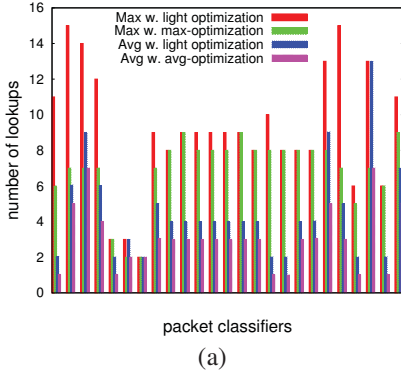 16
14
12
10
8
6
4
2
0
number of lookups
Max w. light optimization
Max w. max-optimization
Avg w. light optimization
Avg w. avg-optimization
packet classifiers
(a)